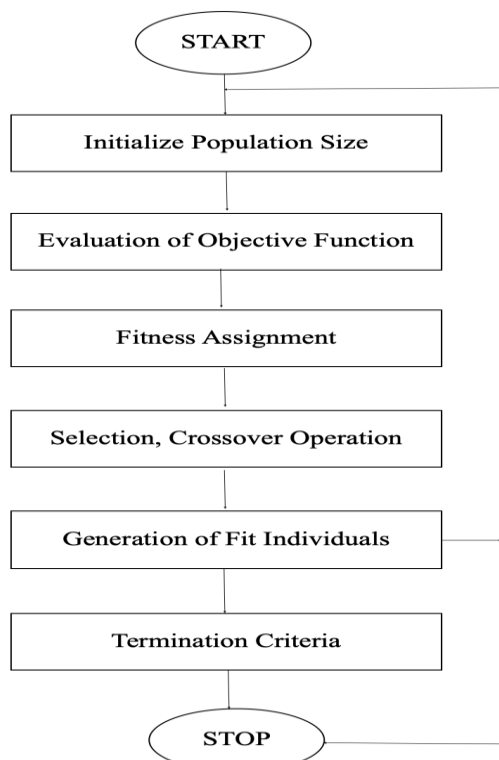 START
Initialize Population Size
Evaluation of Objective Function
Fitness Assignment
Selection, Crossover Operation
Generation of Fit Individuals
Termination Criteria
STOP